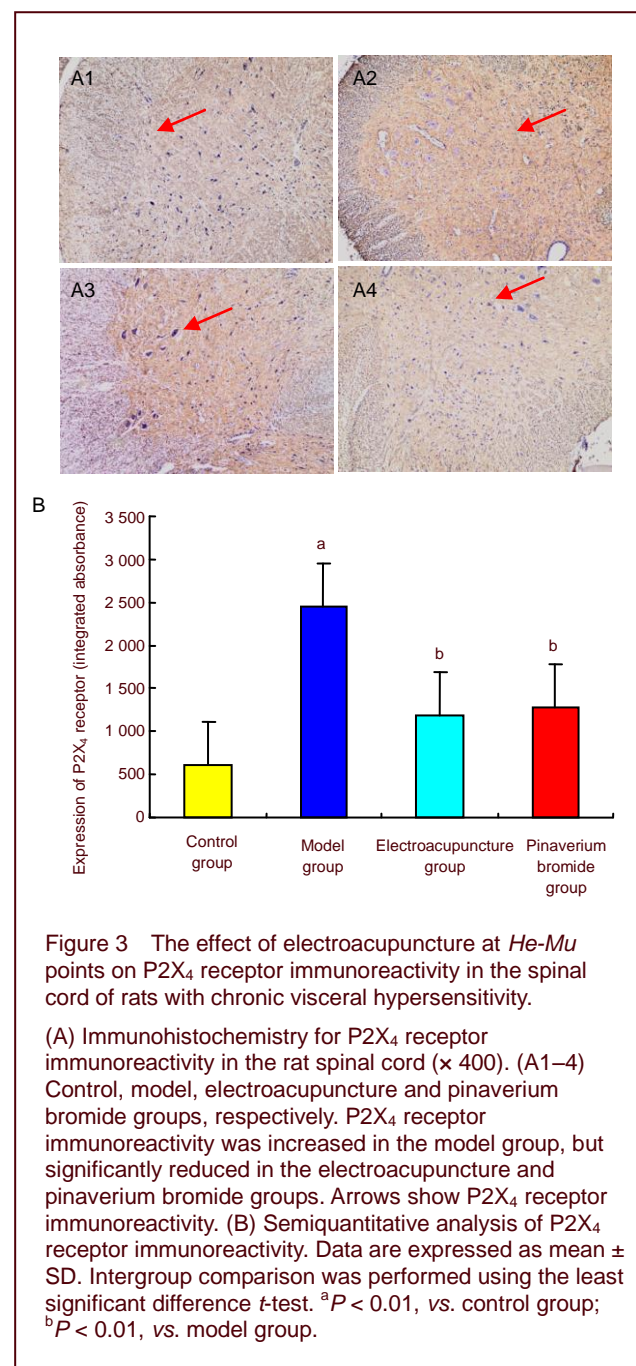 A1
A2
A3
A4
B
Expression of P2X₄ receptor (integrated absorbance)
3 500
3 000
2 500
2 000
1 500
1 000
500
0
a
b
b
Control
group
Model
group
Electroacupuncture
group
Pinaverium
bromide
group
Figure 3 The effect of electroacupuncture at He-Mu
points on P2X₄ receptor immunoreactivity in the spinal
cord of rats with chronic visceral hypersensitivity.
(A) Immunohistochemistry for P2X₄ receptor
immunoreactivity in the rat spinal cord (× 400). (A1–4)
Control, model, electroacupuncture and pinaverium
bromide groups, respectively. P2X₄ receptor
immunoreactivity was increased in the model group, but
significantly reduced in the electroacupuncture and
pinaverium bromide groups. Arrows show P2X₄ receptor
immunoreactivity. (B) Semiquantitative analysis of P2X₄
receptor immunoreactivity. Data are expressed as mean ±
SD. Intergroup comparison was performed using the least
significant difference t-test. ᵃP < 0.01, vs. control group;
ᵇP < 0.01, vs. model group.